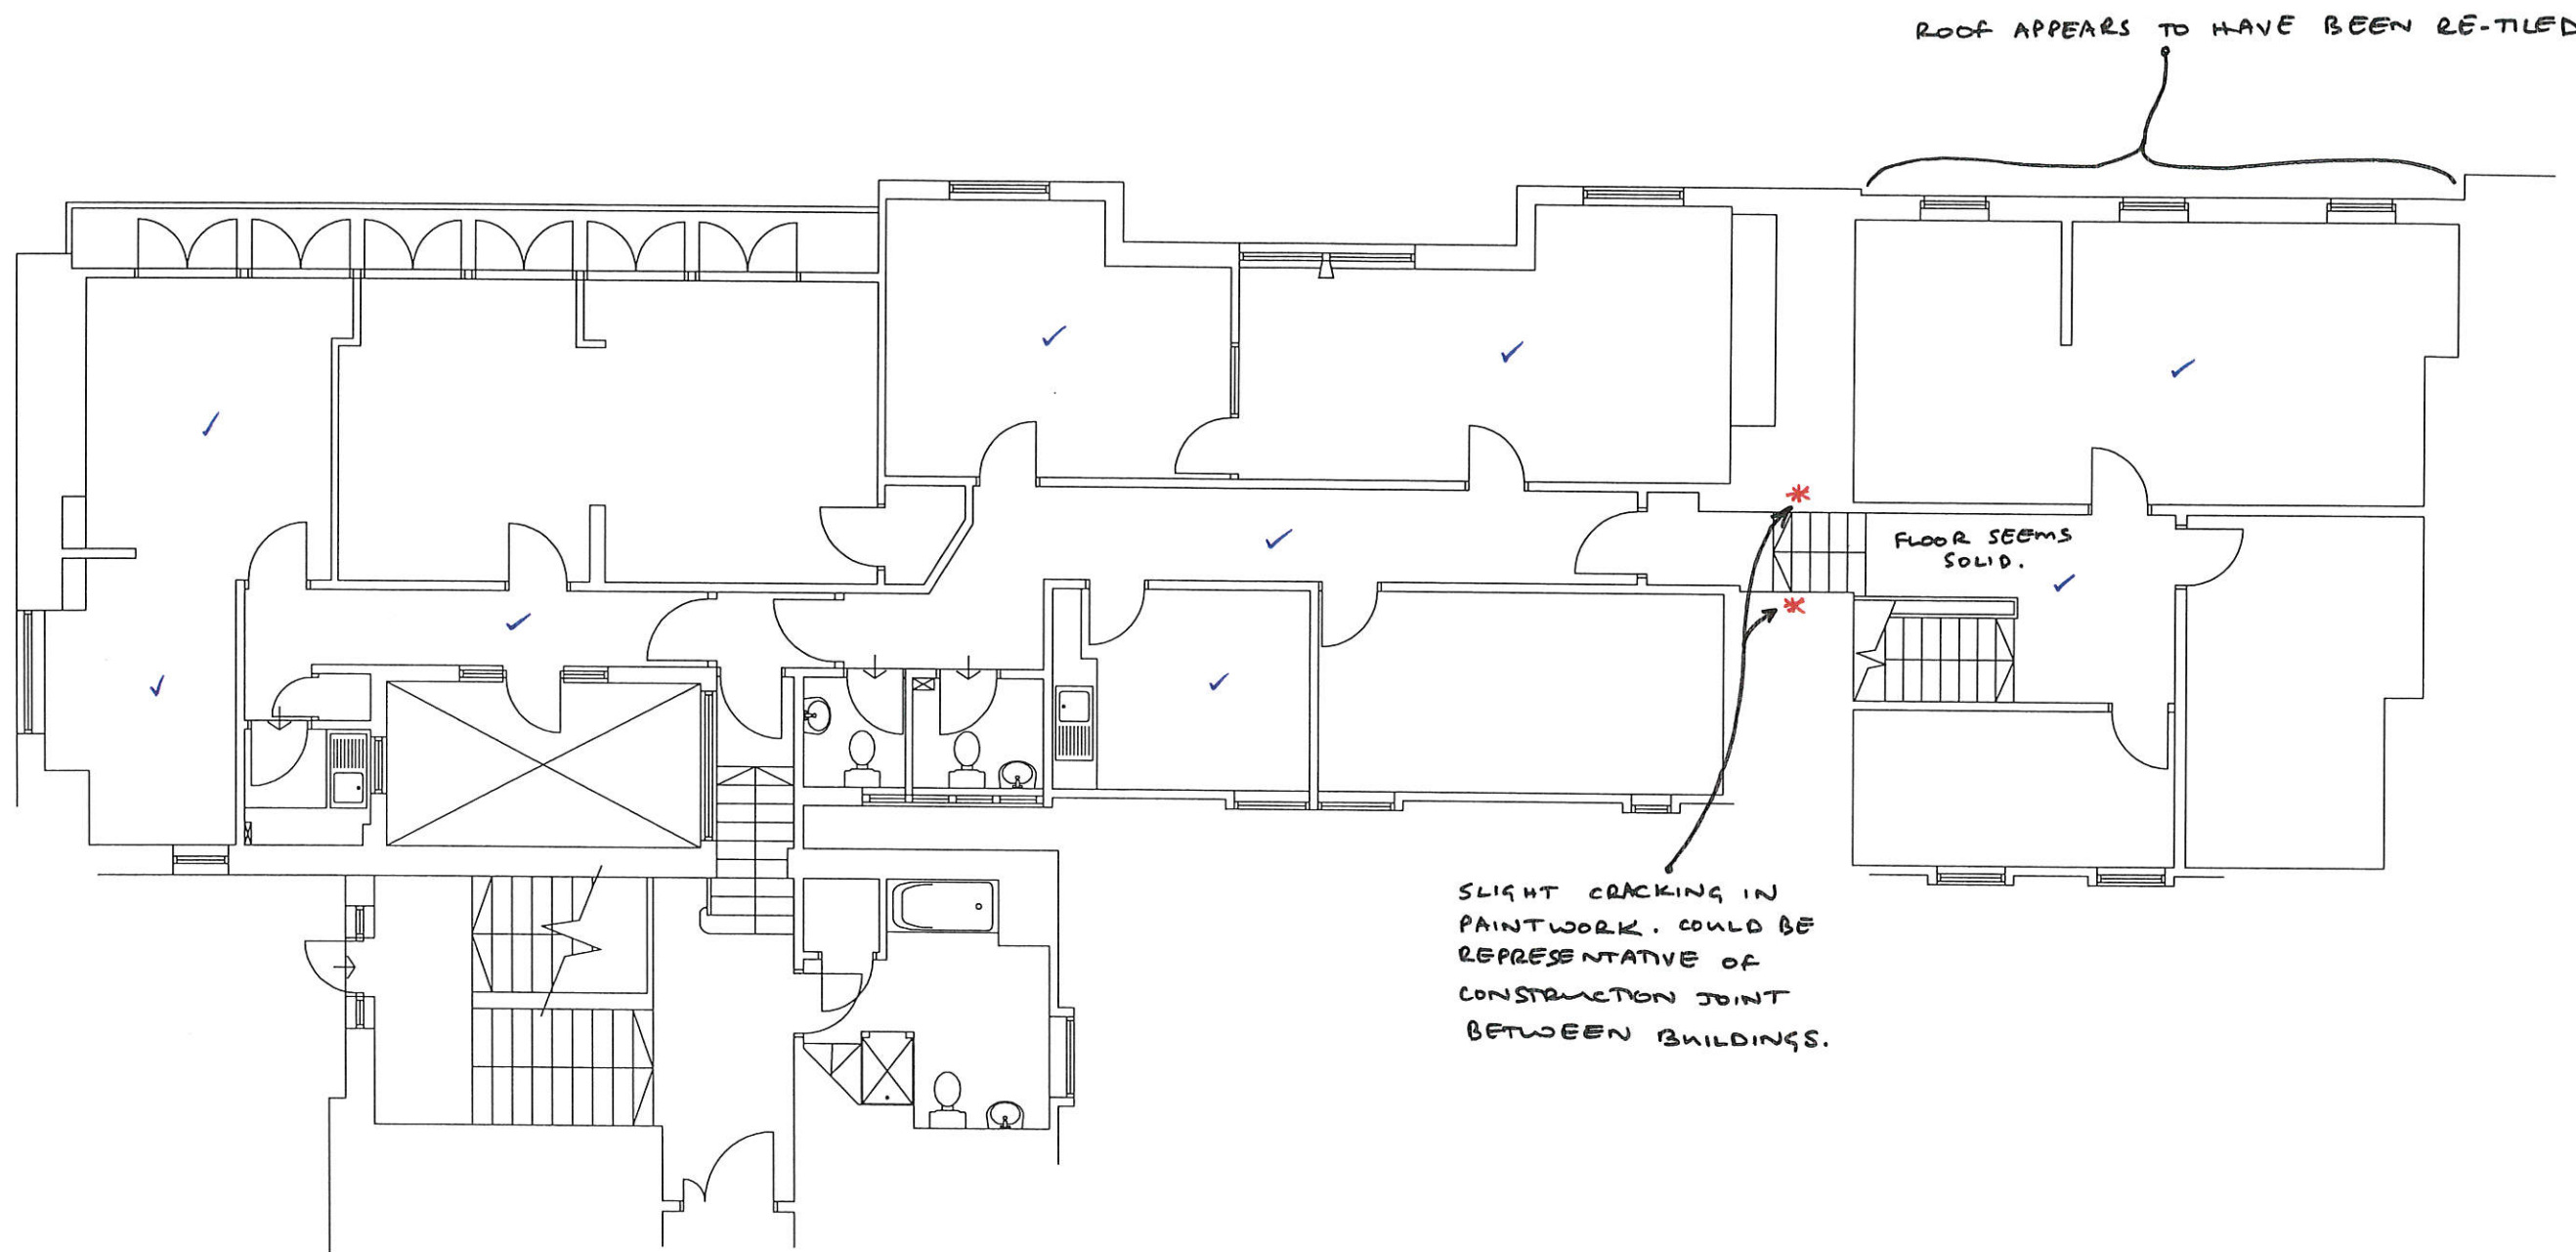 ROOF APPEARS TO HAVE BEEN RE-TILED
FLOOR SEEMS
SOLID.
SLIGHT CRACKING IN
PAINTWORK. COULD BE
REPRESENTATIVE OF
CONSTRUCTION JOINT
BETWEEN BUILDINGS.